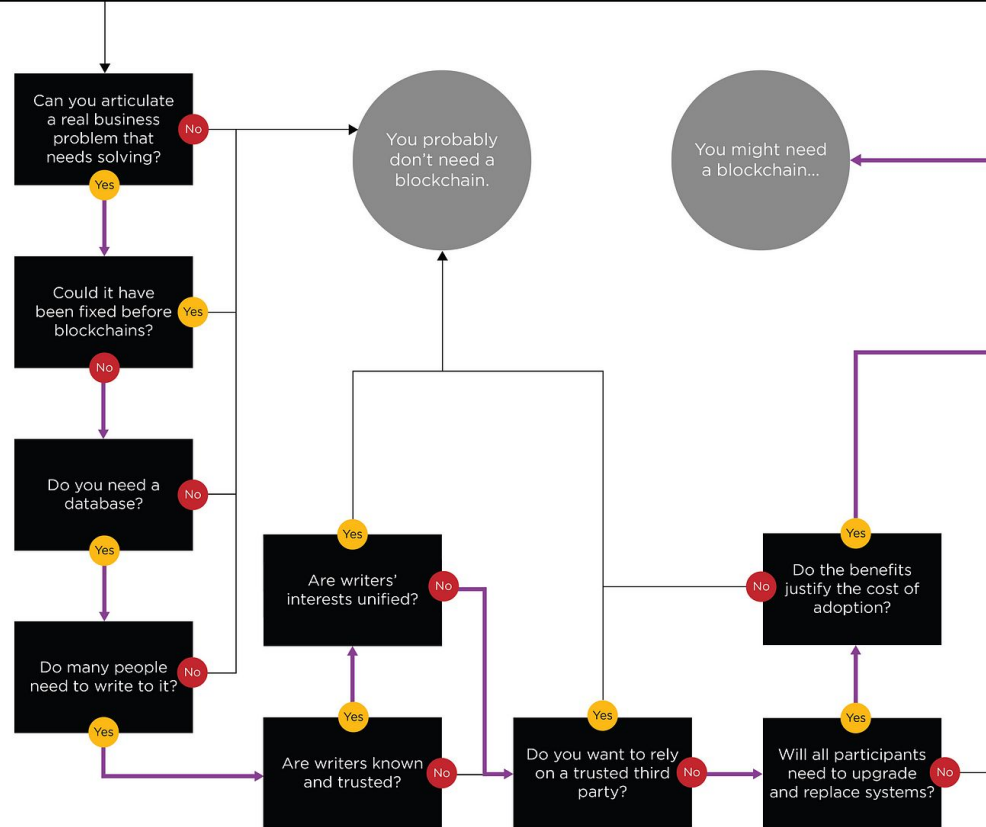 Can you articulate
a real business
problem that
needs solving?
No
Yes
You probably
don't need a
blockchain.
You might need
a blockchain...
Could it have
been fixed before
blockchains?
Yes
No
Do you need a
database?
No
Yes
Do many people
need to write to it?
No
Yes
Are writers known
and trusted?
Yes
No
Are writers'
interests unified?
Yes
No
Do you want to rely
on a trusted third
party?
Yes
No
Will all participants
need to upgrade
and replace systems?
Yes
No
Do the benefits
justify the cost of
adoption?
Yes
No